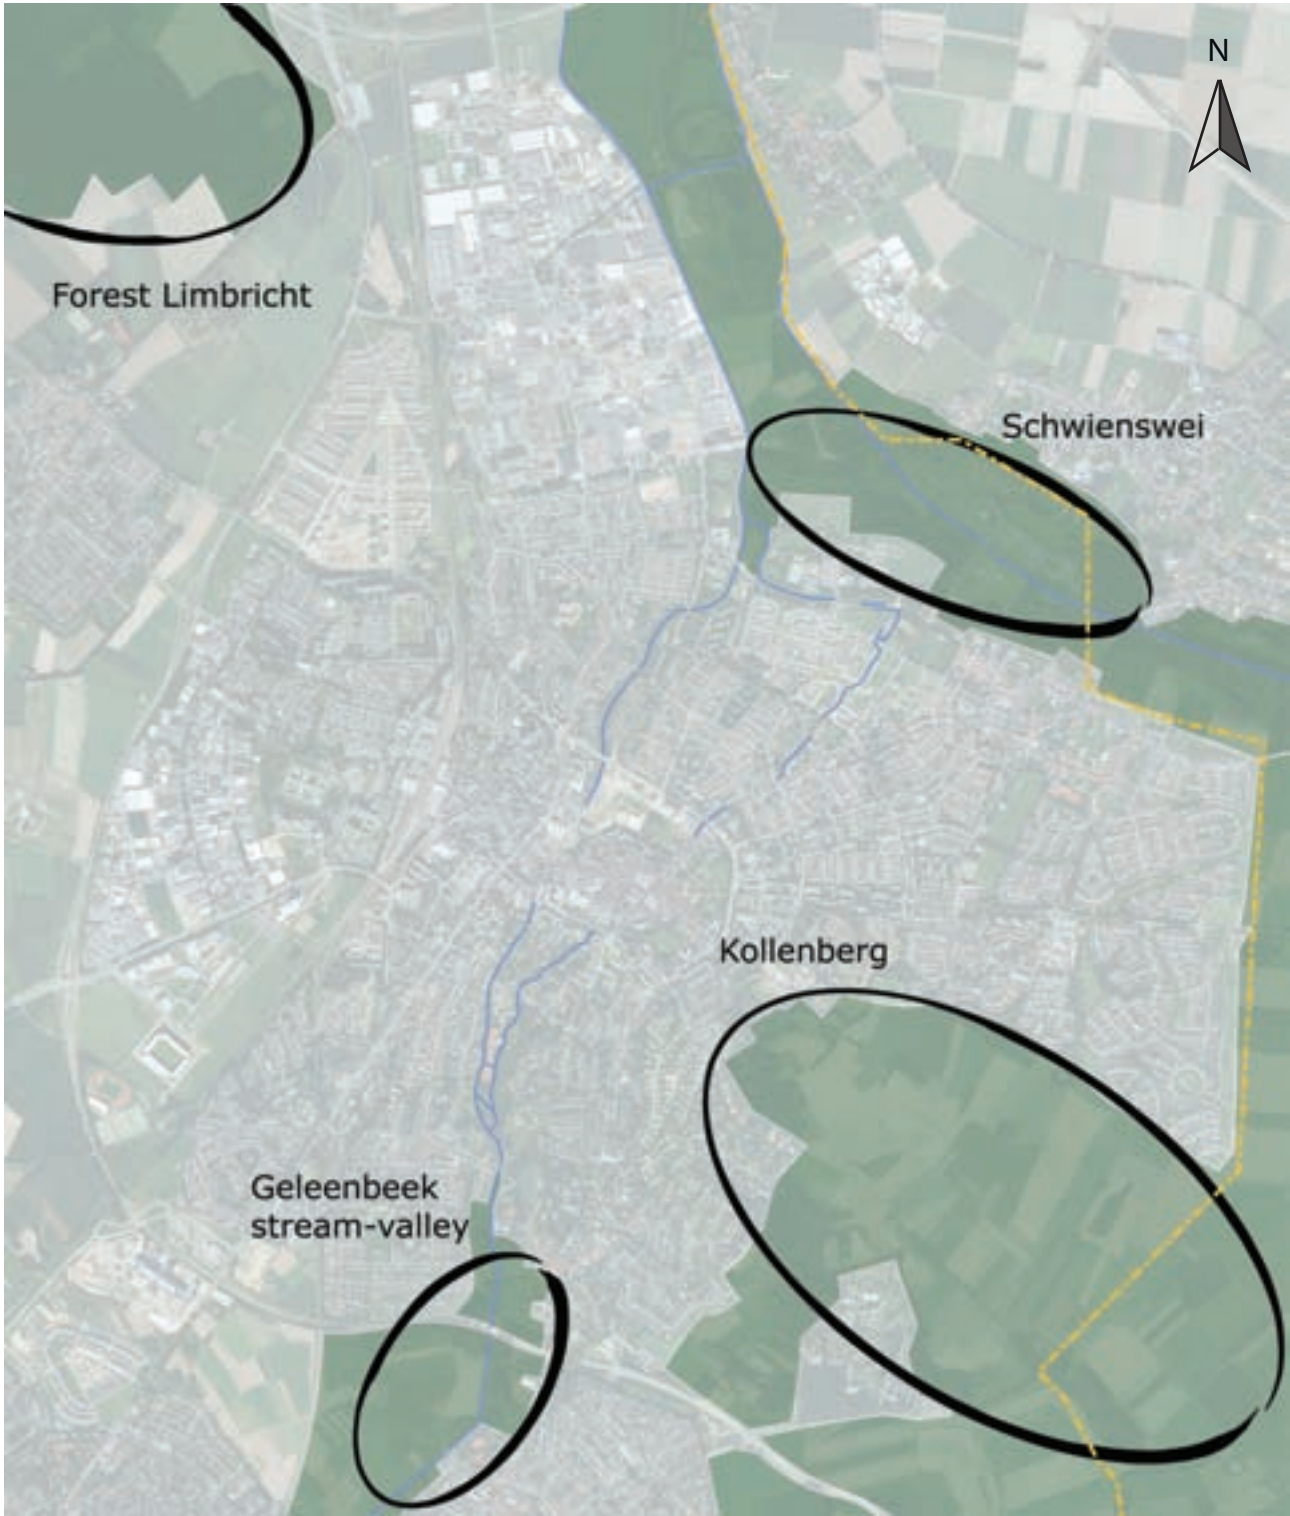 N
Forest Limbricht
Schwienswei
Kollenberg
Geleenbeek
stream-valley